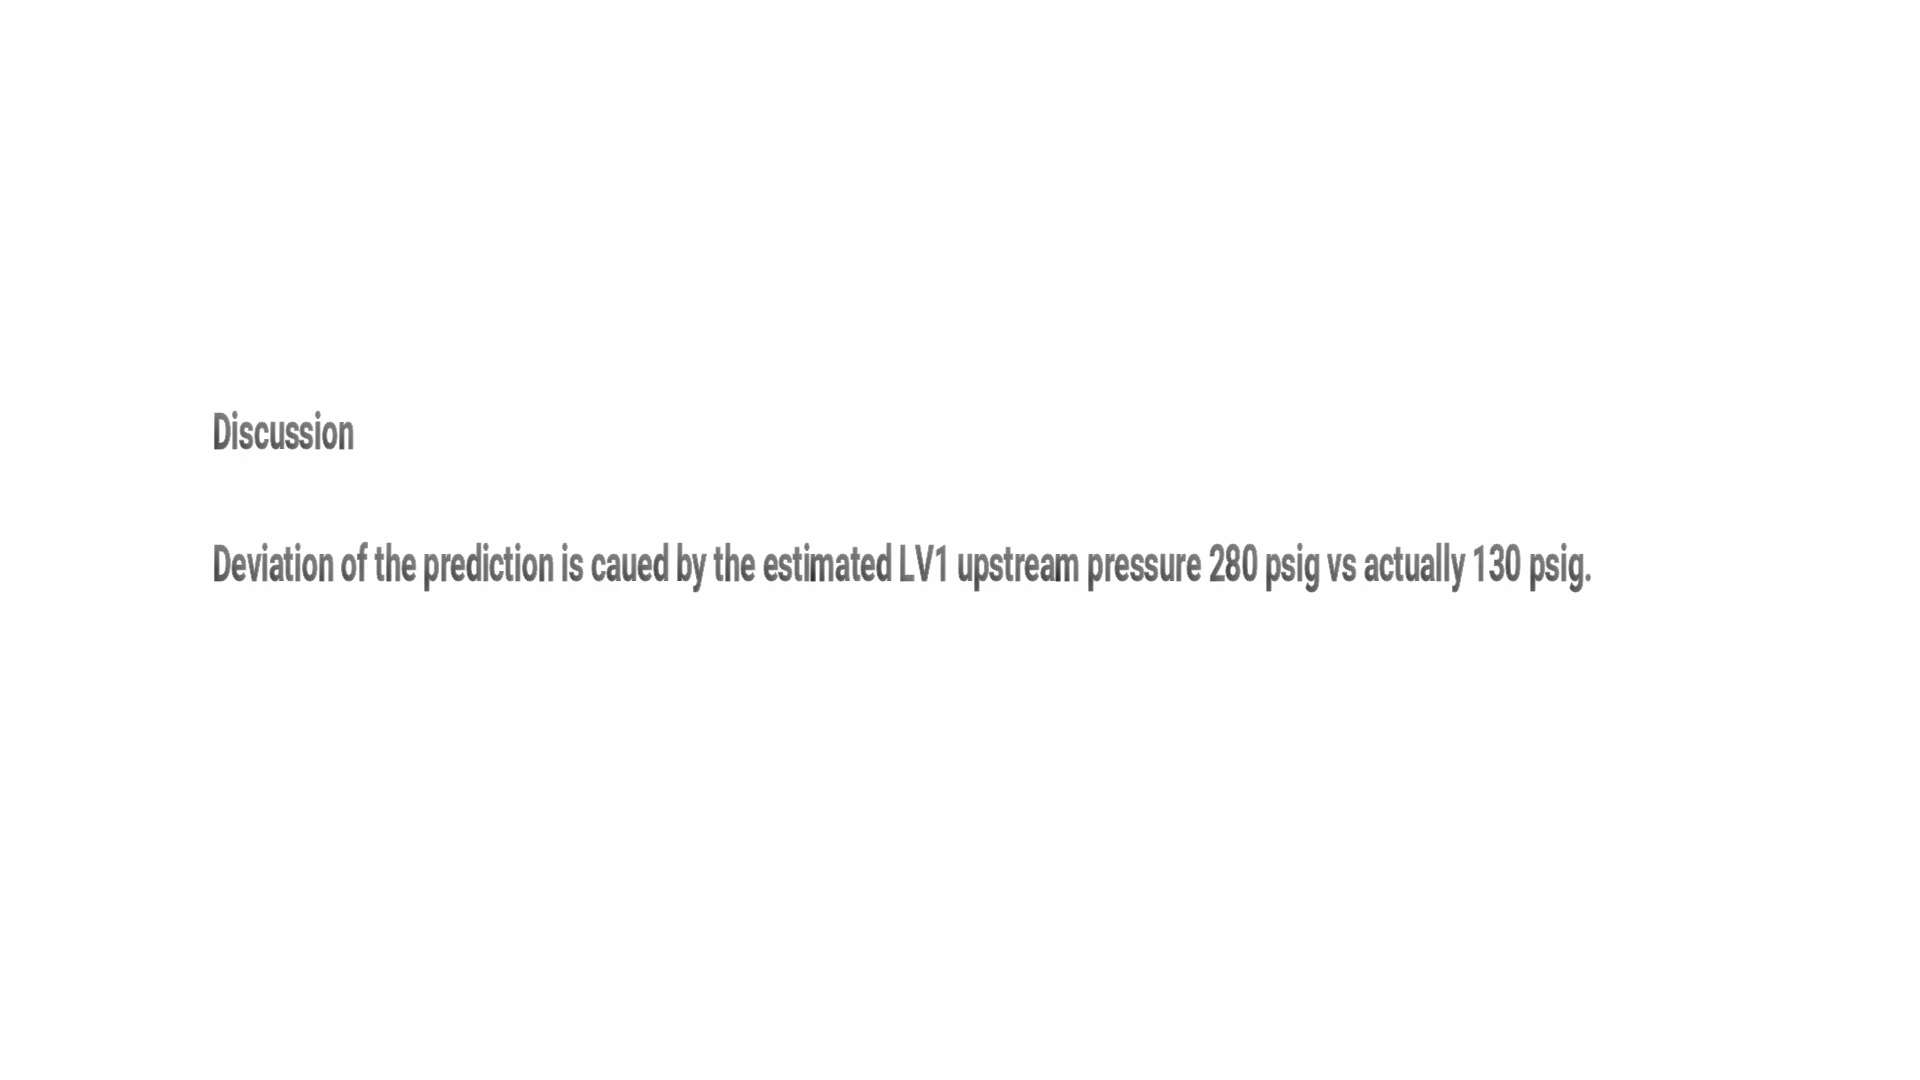 Discussion
Deviation of the prediction is caued by the estimated LV1 upstream pressure 280 psig vs actually 130 psig.